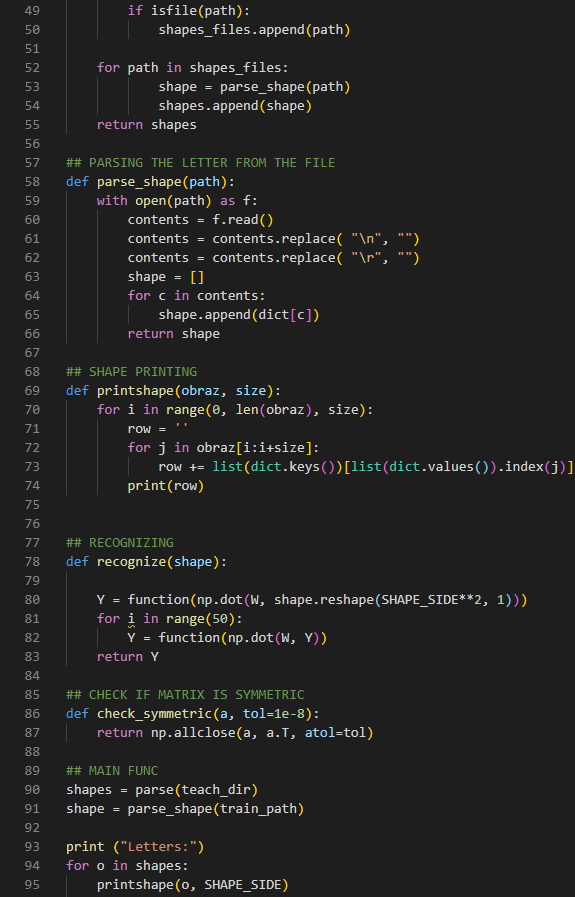 49 if isfile(path):
50 shapes_files.append(path)
51
52 for path in shapes_files:
53 shape = parse_shape(path)
54 shapes.append(shape)
55 return shapes
56
57 ## PARSING THE LETTER FROM THE FILE
58 def parse_shape(path):
59 with open(path) as f:
60 contents = f.read()
61 contents = contents.replace( "\n", "")
62 contents = contents.replace( "\r", "")
63 shape = []
64 for c in contents:
65 shape.append(dict[c])
66 return shape
67
68 ## SHAPE PRINTING
69 def printshape(obraz, size):
70 for i in range(0, len(obraz), size):
71 row = ''
72 for j in obraz[i:i+size]:
73 row += list(dict.keys())[list(dict.values()).index(j)]
74 print(row)
75
76
77 ## RECOGNIZING
78 def recognize(shape):
79
80 Y = function(np.dot(W, shape.reshape(SHAPE_SIDE**2, 1)))
81 for i in range(50):
82 Y = function(np.dot(W, Y))
83 return Y
84
85 ## CHECK IF MATRIX IS SYMMETRIC
86 def check_symmetric(a, tol=1e-8):
87 return np.allclose(a, a.T, atol=tol)
88
89 ## MAIN FUNC
90 shapes = parse(teach_dir)
91 shape = parse_shape(train_path)
92
93 print ("Letters:")
94 for o in shapes:
95 printshape(o, SHAPE_SIDE)